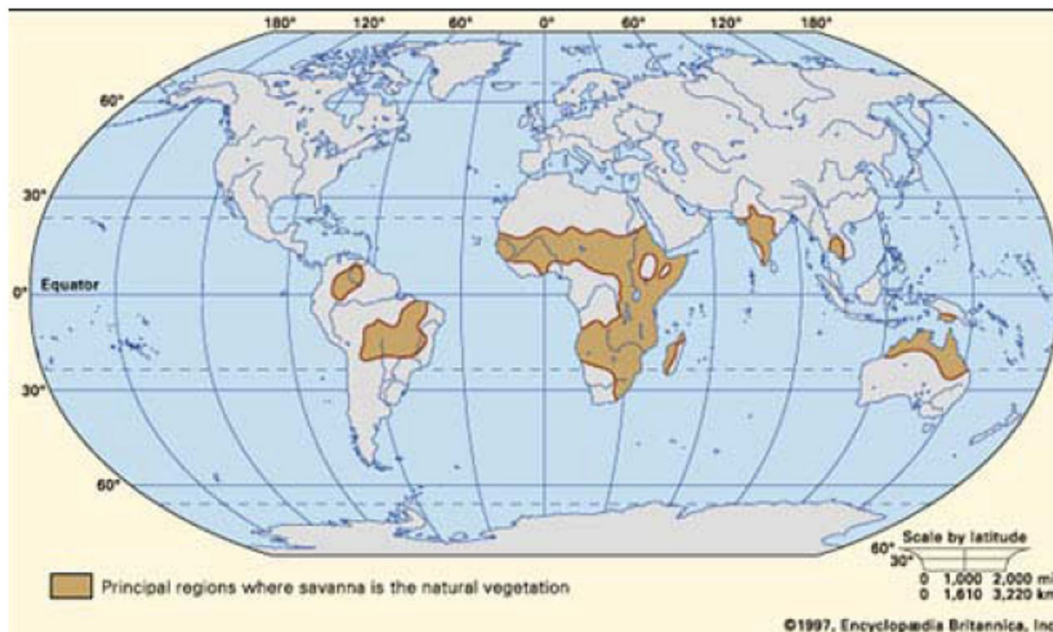 180° 120° 60° 0° 60° 120° 180°
60°
30°
Equator
0°
30°
60°
Principal regions where savanna is the natural vegetation
Scale by latitude
60°
30°
0 1,000 2,000 mi
0 1,610 3,220 km
©1997, Encyclopædia Britannica, Inc